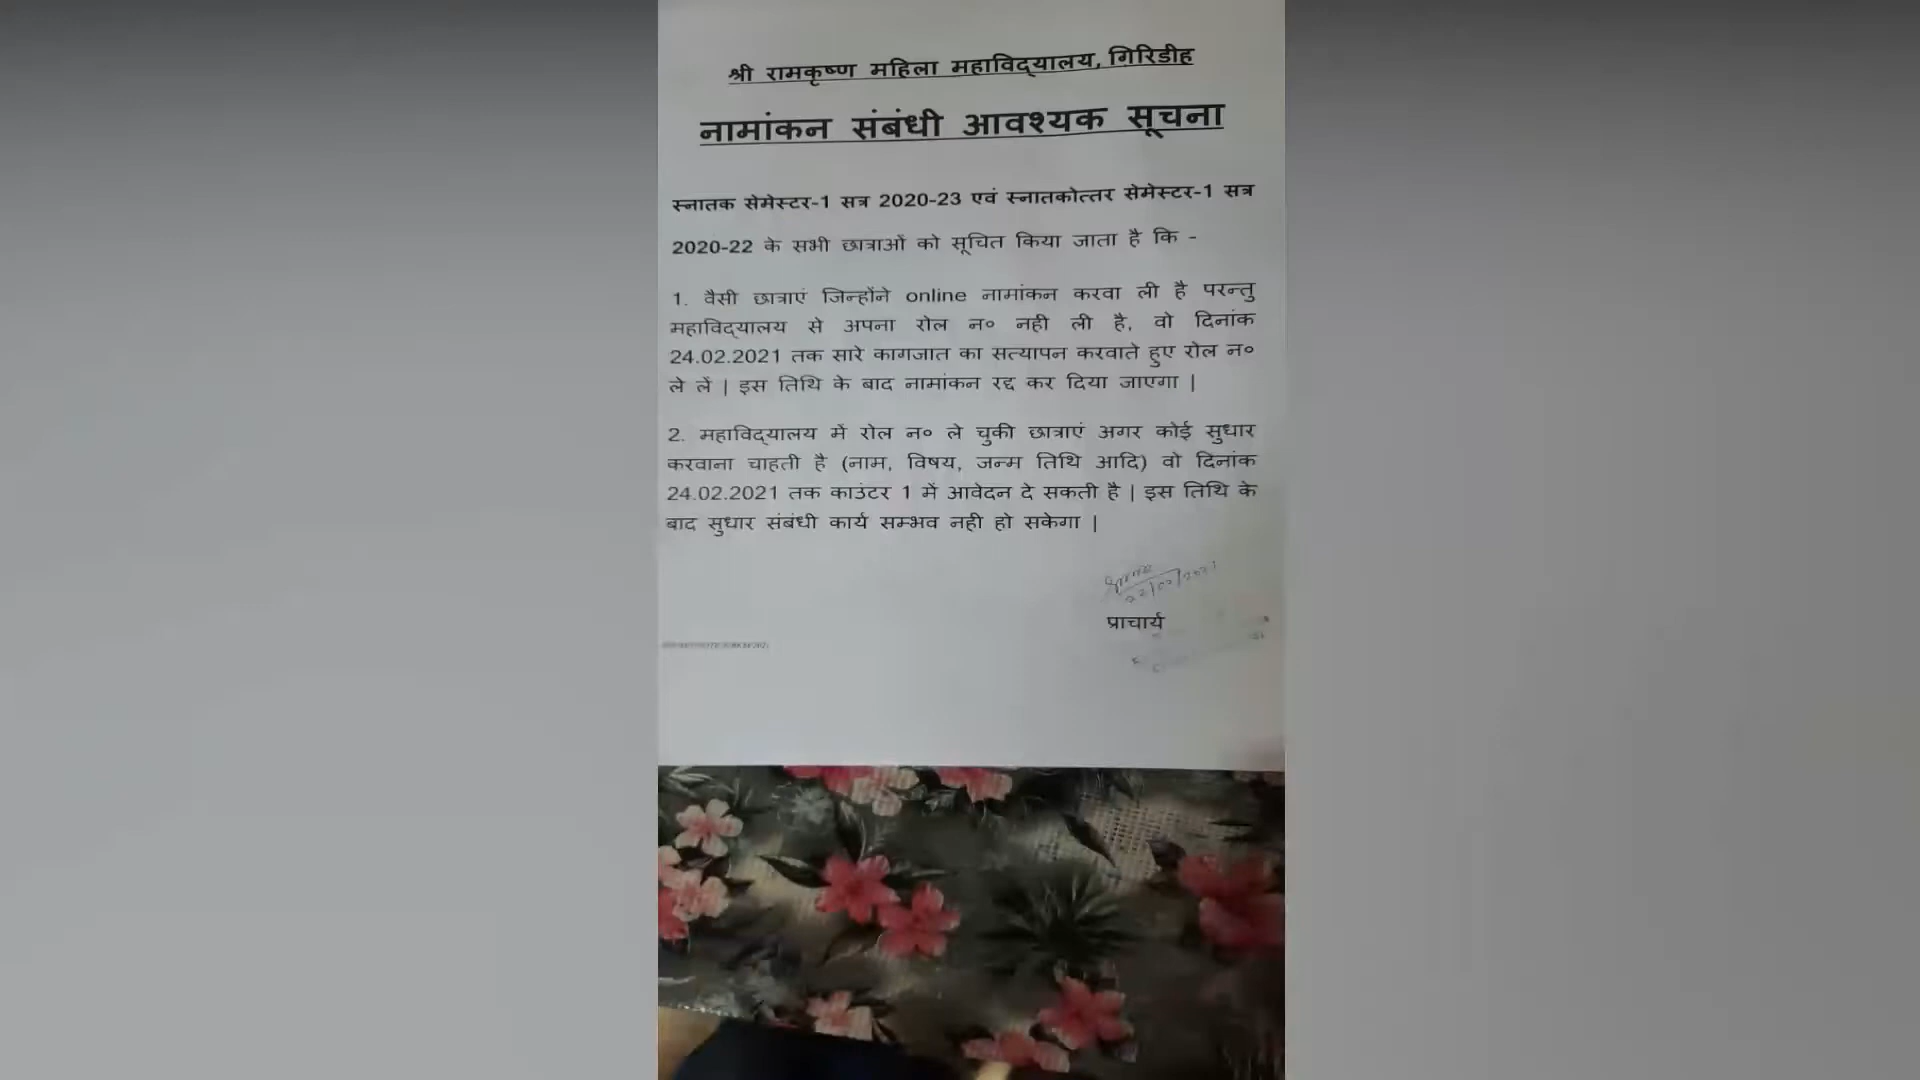 श्री रामकृष्ण महिला महाविद्यालय, गिरिडीह
नामांकन संबंधी आवश्यक सूचना
स्नातक सेमेस्टर-1 सत्र 2020-23 एवं स्नातकोत्तर सेमेस्टर-1 सत्र
2020-22 के सभी छात्राओं को सूचित किया जाता है कि -
1. वैसी छात्राएं जिन्होंने online नामांकन करवा ली है परन्तु
महाविद्यालय से अपना रोल न० नही ली है, वो दिनांक
24.02.2021 तक सारे कागजात का सत्यापन करवाते हुए रोल न०
ले लें | इस तिथि के बाद नामांकन रद्द कर दिया जाएगा |
2. महाविद्यालय में रोल न० ले चुकी छात्राएं अगर कोई सुधार
करवाना चाहती है (नाम, विषय, जन्म तिथि आदि) वो दिनांक
24.02.2021 तक काउंटर 1 में आवेदन दे सकती है | इस तिथि के
बाद सुधार संबंधी कार्य सम्भव नही हो सकेगा |
22/02/2021
प्राचार्य